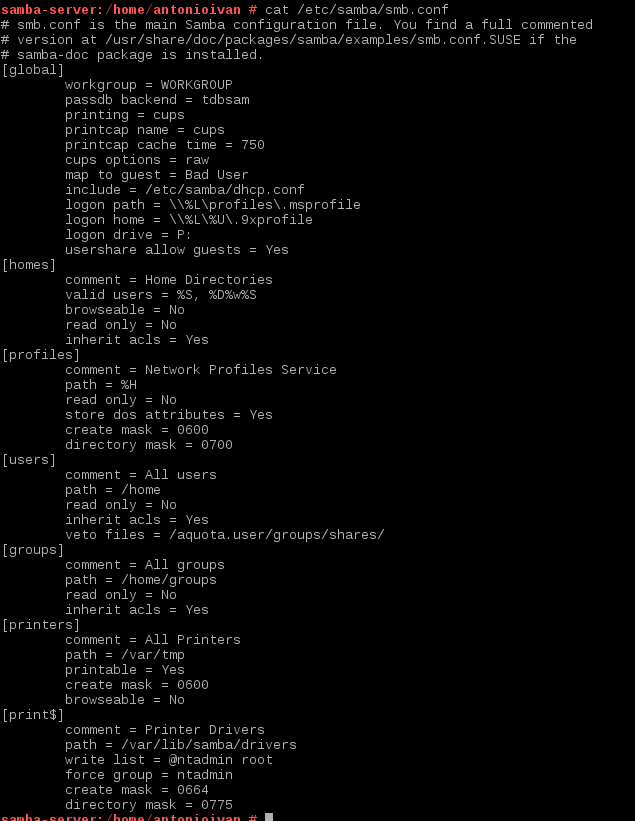 samba-server:/home/antonioivan # cat /etc/samba/smb.conf
# smb.conf is the main Samba configuration file. You find a full commented
# version at /usr/share/doc/packages/samba/examples/smb.conf.SUSE if the
# samba-doc package is installed.
[global]
        workgroup = WORKGROUP
        passdb backend = tdbsam
        printing = cups
        printcap name = cups
        printcap cache time = 750
        cups options = raw
        map to guest = Bad User
        include = /etc/samba/dhcp.conf
        logon path = \\%L\profiles\.msprofile
        logon home = \\%L\%U\.9xprofile
        logon drive = P:
        usershare allow guests = Yes
[homes]
        comment = Home Directories
        valid users = %S, %D%w%S
        browseable = No
        read only = No
        inherit acls = Yes
[profiles]
        comment = Network Profiles Service
        path = %H
        read only = No
        store dos attributes = Yes
        create mask = 0600
        directory mask = 0700
[users]
        comment = All users
        path = /home
        read only = No
        inherit acls = Yes
        veto files = /aquota.user/groups/shares/
[groups]
        comment = All groups
        path = /home/groups
        read only = No
        inherit acls = Yes
[printers]
        comment = All Printers
        path = /var/tmp
        printable = Yes
        create mask = 0600
        browseable = No
[print$]
        comment = Printer Drivers
        path = /var/lib/samba/drivers
        write list = @ntadmin root
        force group = ntadmin
        create mask = 0664
        directory mask = 0775
samba-server:/home/antonioivan #